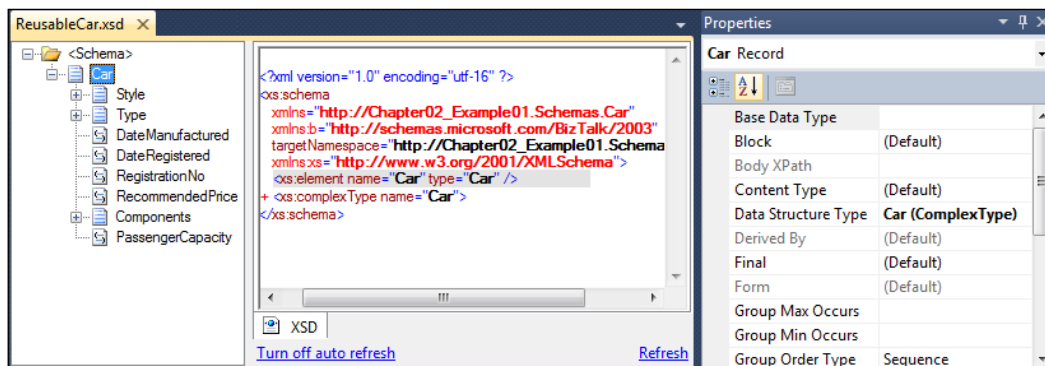 ReusableCar.xsd
<Schema>
Car
Style
Type
DateManufactured
DateRegistered
RegistrationNo
RecommendedPrice
Components
PassengerCapacity
<?xml version="1.0" encoding="utf-16" ?>
<xs:schema
xmlns="http://Chapter02_Example01.Schemas.Car"
xmlns:b="http://schemas.microsoft.com/BizTalk/2003"
targetNamespace="http://Chapter02_Example01.Schema
xmlns:xs="http://www.w3.org/2001/XMLSchema">
<xs:element name="Car" type="Car" />
+ <xs:complexType name="Car">
</xs:schema>
XSD
Turn off auto refresh Refresh
Properties
Car Record
Base Data Type
Block (Default)
Body XPath
Content Type (Default)
Data Structure Type Car (ComplexType)
Derived By (Default)
Final (Default)
Form (Default)
Group Max Occurs
Group Min Occurs
Group Order Type Sequence